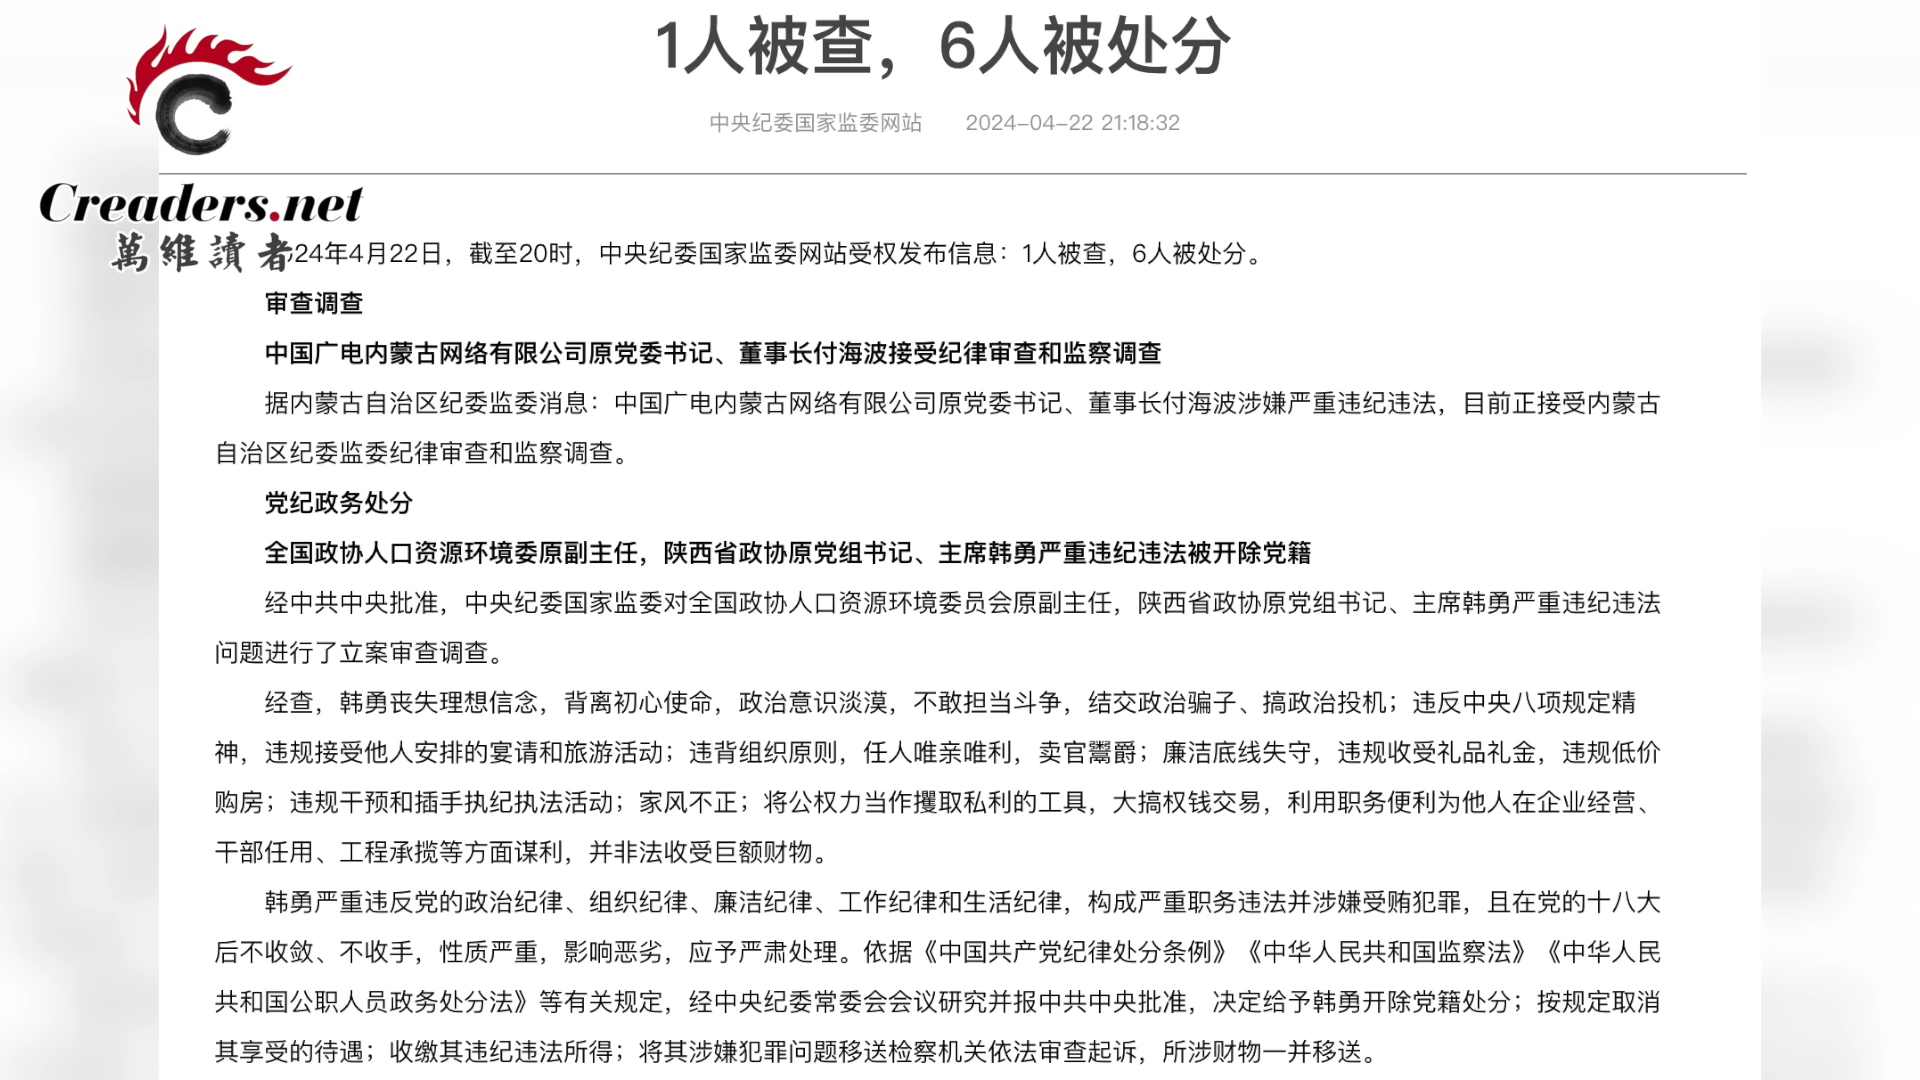 1人被查，6人被处分
中央纪委国家监委网站 2024-04-22 21:18:32
Creaders.net
萬維讀者
24年4月22日，截至20时，中央纪委国家监委网站受权发布信息：1人被查，6人被处分。
审查调查
中国广电内蒙古网络有限公司原党委书记、董事长付海波接受纪律审查和监察调查
据内蒙古自治区纪委监委消息：中国广电内蒙古网络有限公司原党委书记、董事长付海波涉嫌严重违纪违法，目前正接受内蒙古
自治区纪委监委纪律审查和监察调查。
党纪政务处分
全国政协人口资源环境委原副主任，陕西省政协原党组书记、主席韩勇严重违纪违法被开除党籍
经中共中央批准，中央纪委国家监委对全国政协人口资源环境委员会原副主任，陕西省政协原党组书记、主席韩勇严重违纪违法
问题进行了立案审查调查。
经查，韩勇丧失理想信念，背离初心使命，政治意识淡漠，不敢担当斗争，结交政治骗子、搞政治投机；违反中央八项规定精
神，违规接受他人安排的宴请和旅游活动；违背组织原则，任人唯亲唯利，卖官鬻爵；廉洁底线失守，违规收受礼品礼金，违规低价
购房；违规干预和插手执纪执法活动；家风不正；将公权力当作攫取私利的工具，大搞权钱交易，利用职务便利为他人在企业经营、
干部任用、工程承揽等方面谋利，并非法收受巨额财物。
韩勇严重违反党的政治纪律、组织纪律、廉洁纪律、工作纪律和生活纪律，构成严重职务违法并涉嫌受贿犯罪，且在党的十八大
后不收敛、不收手，性质严重，影响恶劣，应予严肃处理。依据《中国共产党纪律处分条例》《中华人民共和国监察法》《中华人民
共和国公职人员政务处分法》等有关规定，经中央纪委常委会会议研究并报中共中央批准，决定给予韩勇开除党籍处分；按规定取消
其享受的待遇；收缴其违纪违法所得；将其涉嫌犯罪问题移送检察机关依法审查起诉，所涉财物一并移送。